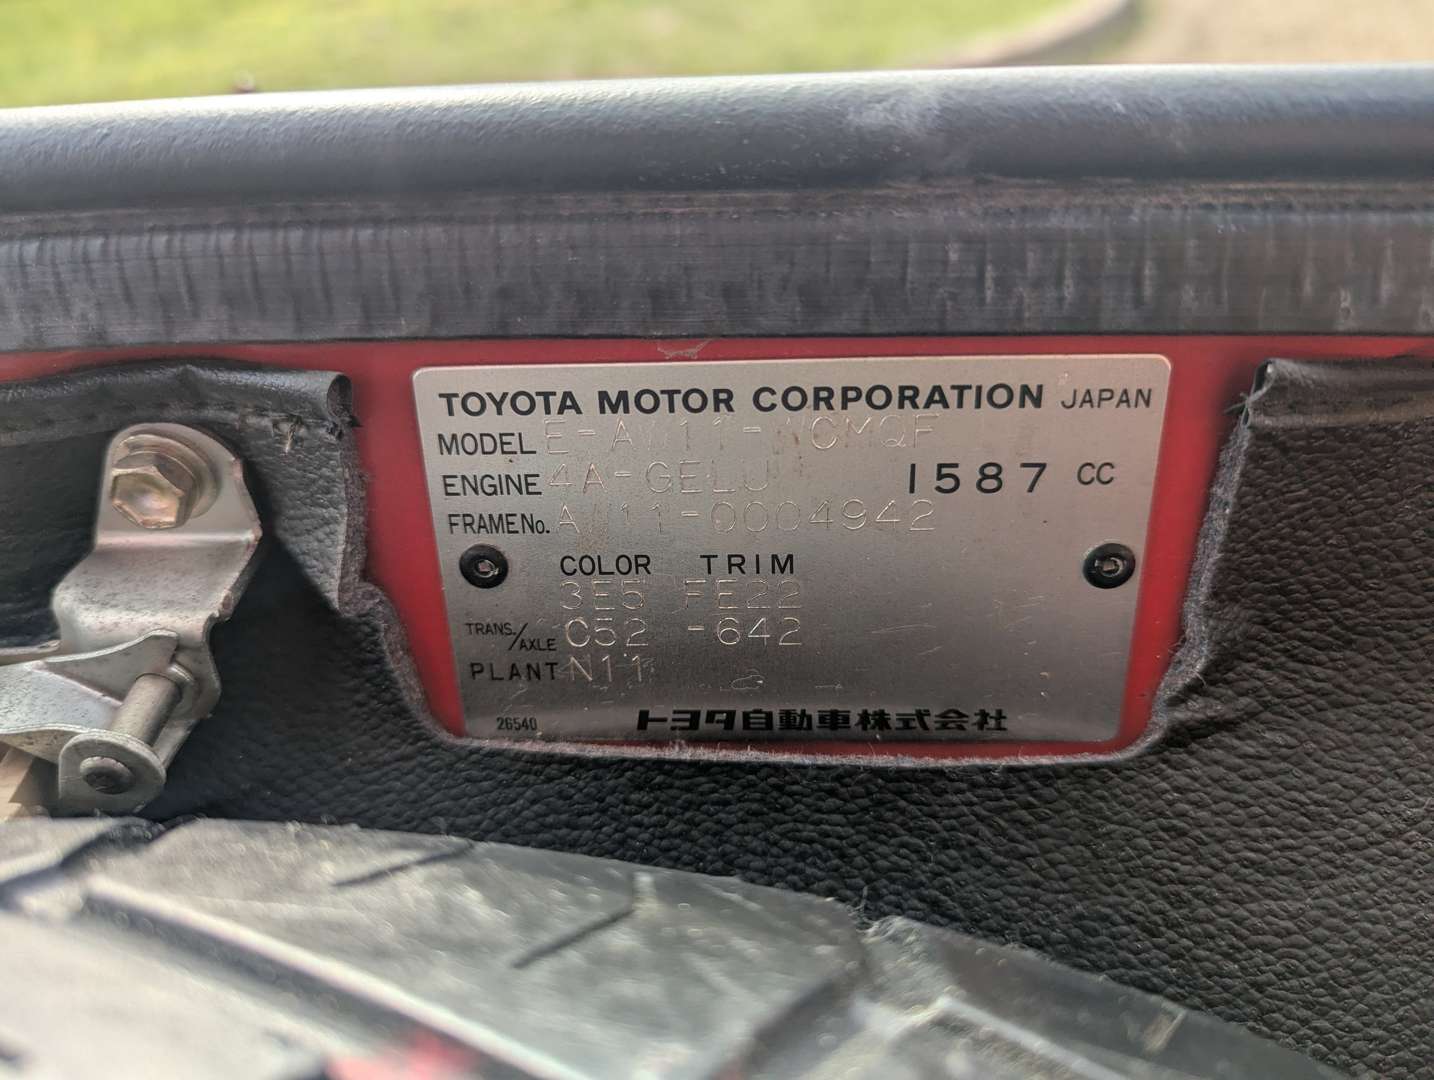 TOYOTA MOTOR CORPORATION JAPAN
MODEL E-AW11-WCMQF
ENGINE 4A-GELU 1587 CC
FRAME No. AW11-0004942
COLOR TRIM
3E5 FE22
TRANS./AXLE C52 -642
PLANT N11
26540 トヨタ自動車株式会社